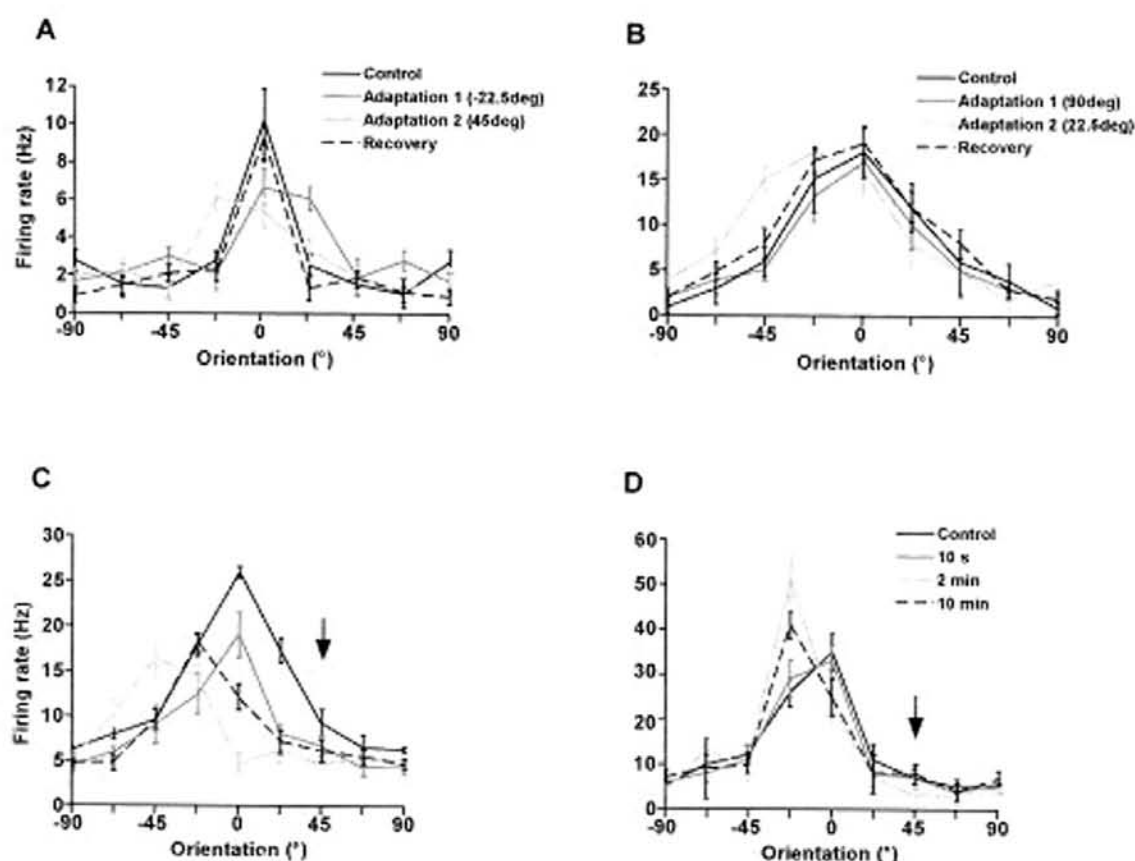 A
Control
Adaptation 1 (-22.5deg)
Adaptation 2 (45deg)
Recovery
12
10
8
6
4
2
0
Firing rate (Hz)
-90
-45
0
45
90
Orientation (°)
B
Control
Adaptation 1 (90deg)
Adaptation 2 (22.5deg)
Recovery
25
20
15
10
5
0
-90
-45
0
45
90
Orientation (°)
C
30
25
20
15
10
5
0
Firing rate (Hz)
-90
-45
0
45
90
Orientation (°)
D
Control
10 s
2 min
10 min
60
50
40
30
20
10
0
-90
-45
0
45
90
Orientation (°)